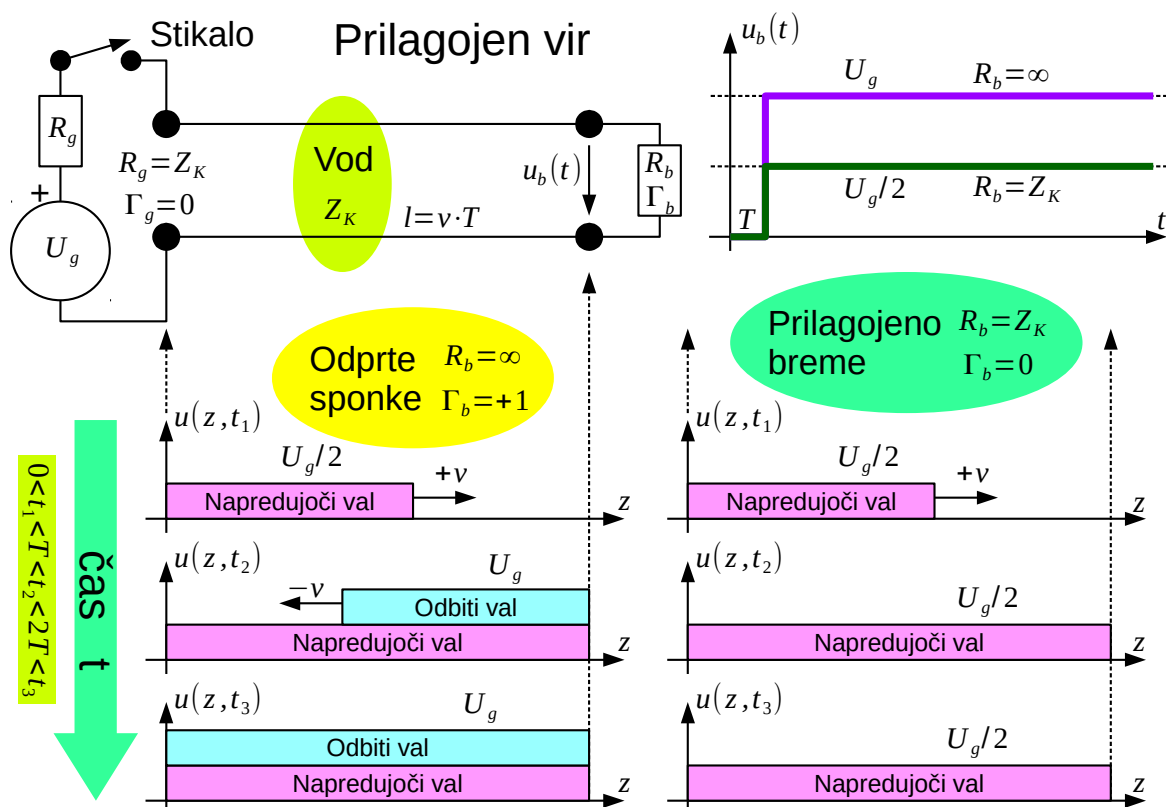 Stikalo
Prilagojen vir
R_g
+
U_g
R_g=Z_K
Γ_g=0
Vod
Z_K
l=v·T
u_b(t)
R_b
Γ_b
u_b(t)
U_g R_b=∞
U_g/2 R_b=Z_K
T
t
Odprte sponke
R_b=∞
Γ_b=+1
Prilagojeno breme
R_b=Z_K
Γ_b=0
čas t
0<t_1<T<t_2<2T<t_3
u(z,t_1)
U_g/2
+v
Napredujoči val
z
u(z,t_2)
U_g
−v
Odbiti val
Napredujoči val
z
u(z,t_3)
U_g
Odbiti val
Napredujoči val
z
u(z,t_1)
U_g/2
+v
Napredujoči val
z
u(z,t_2)
U_g/2
Napredujoči val
z
u(z,t_3)
U_g/2
Napredujoči val
z